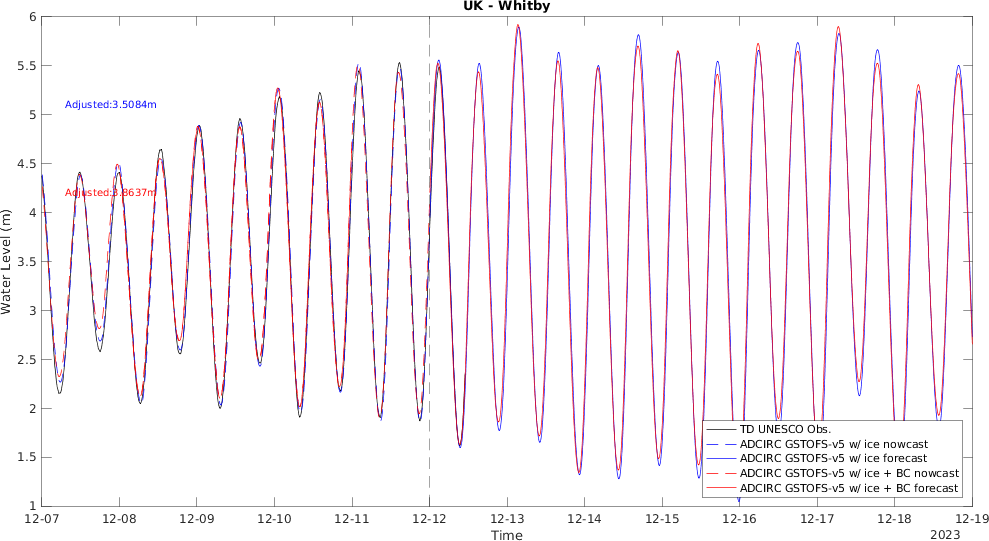 UK - Whitby
6
5.5
5
4.5
4
3.5
3
2.5
2
1.5
1
Water Level (m)
Adjusted:3.5084m
Adjusted:3.8637m
TD UNESCO Obs.
ADCIRC GSTOFS-v5 w/ ice nowcast
ADCIRC GSTOFS-v5 w/ ice forecast
ADCIRC GSTOFS-v5 w/ ice + BC nowcast
ADCIRC GSTOFS-v5 w/ ice + BC forecast
12-07 12-08 12-09 12-10 12-11 12-12 12-13 12-14 12-15 12-16 12-17 12-18 12-19
Time
2023